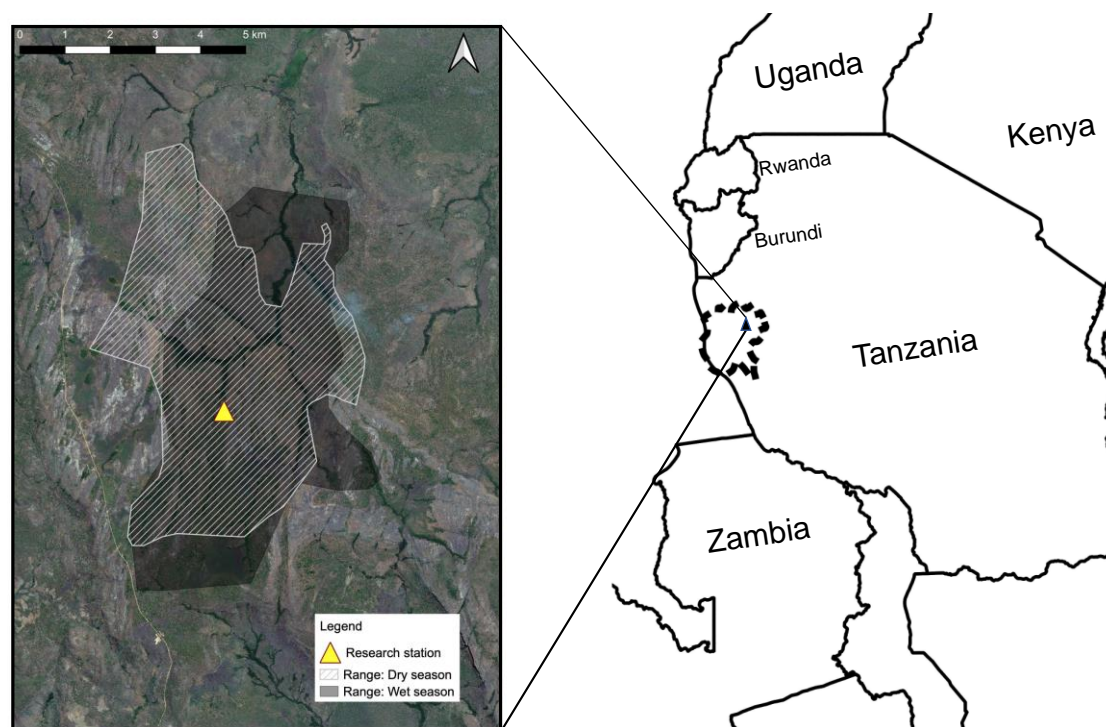 0 1 2 3 4 5 km
Legend
Research station
Range: Dry season
Range: Wet season
Uganda
Kenya
Rwanda
Burundi
Tanzania
Zambia